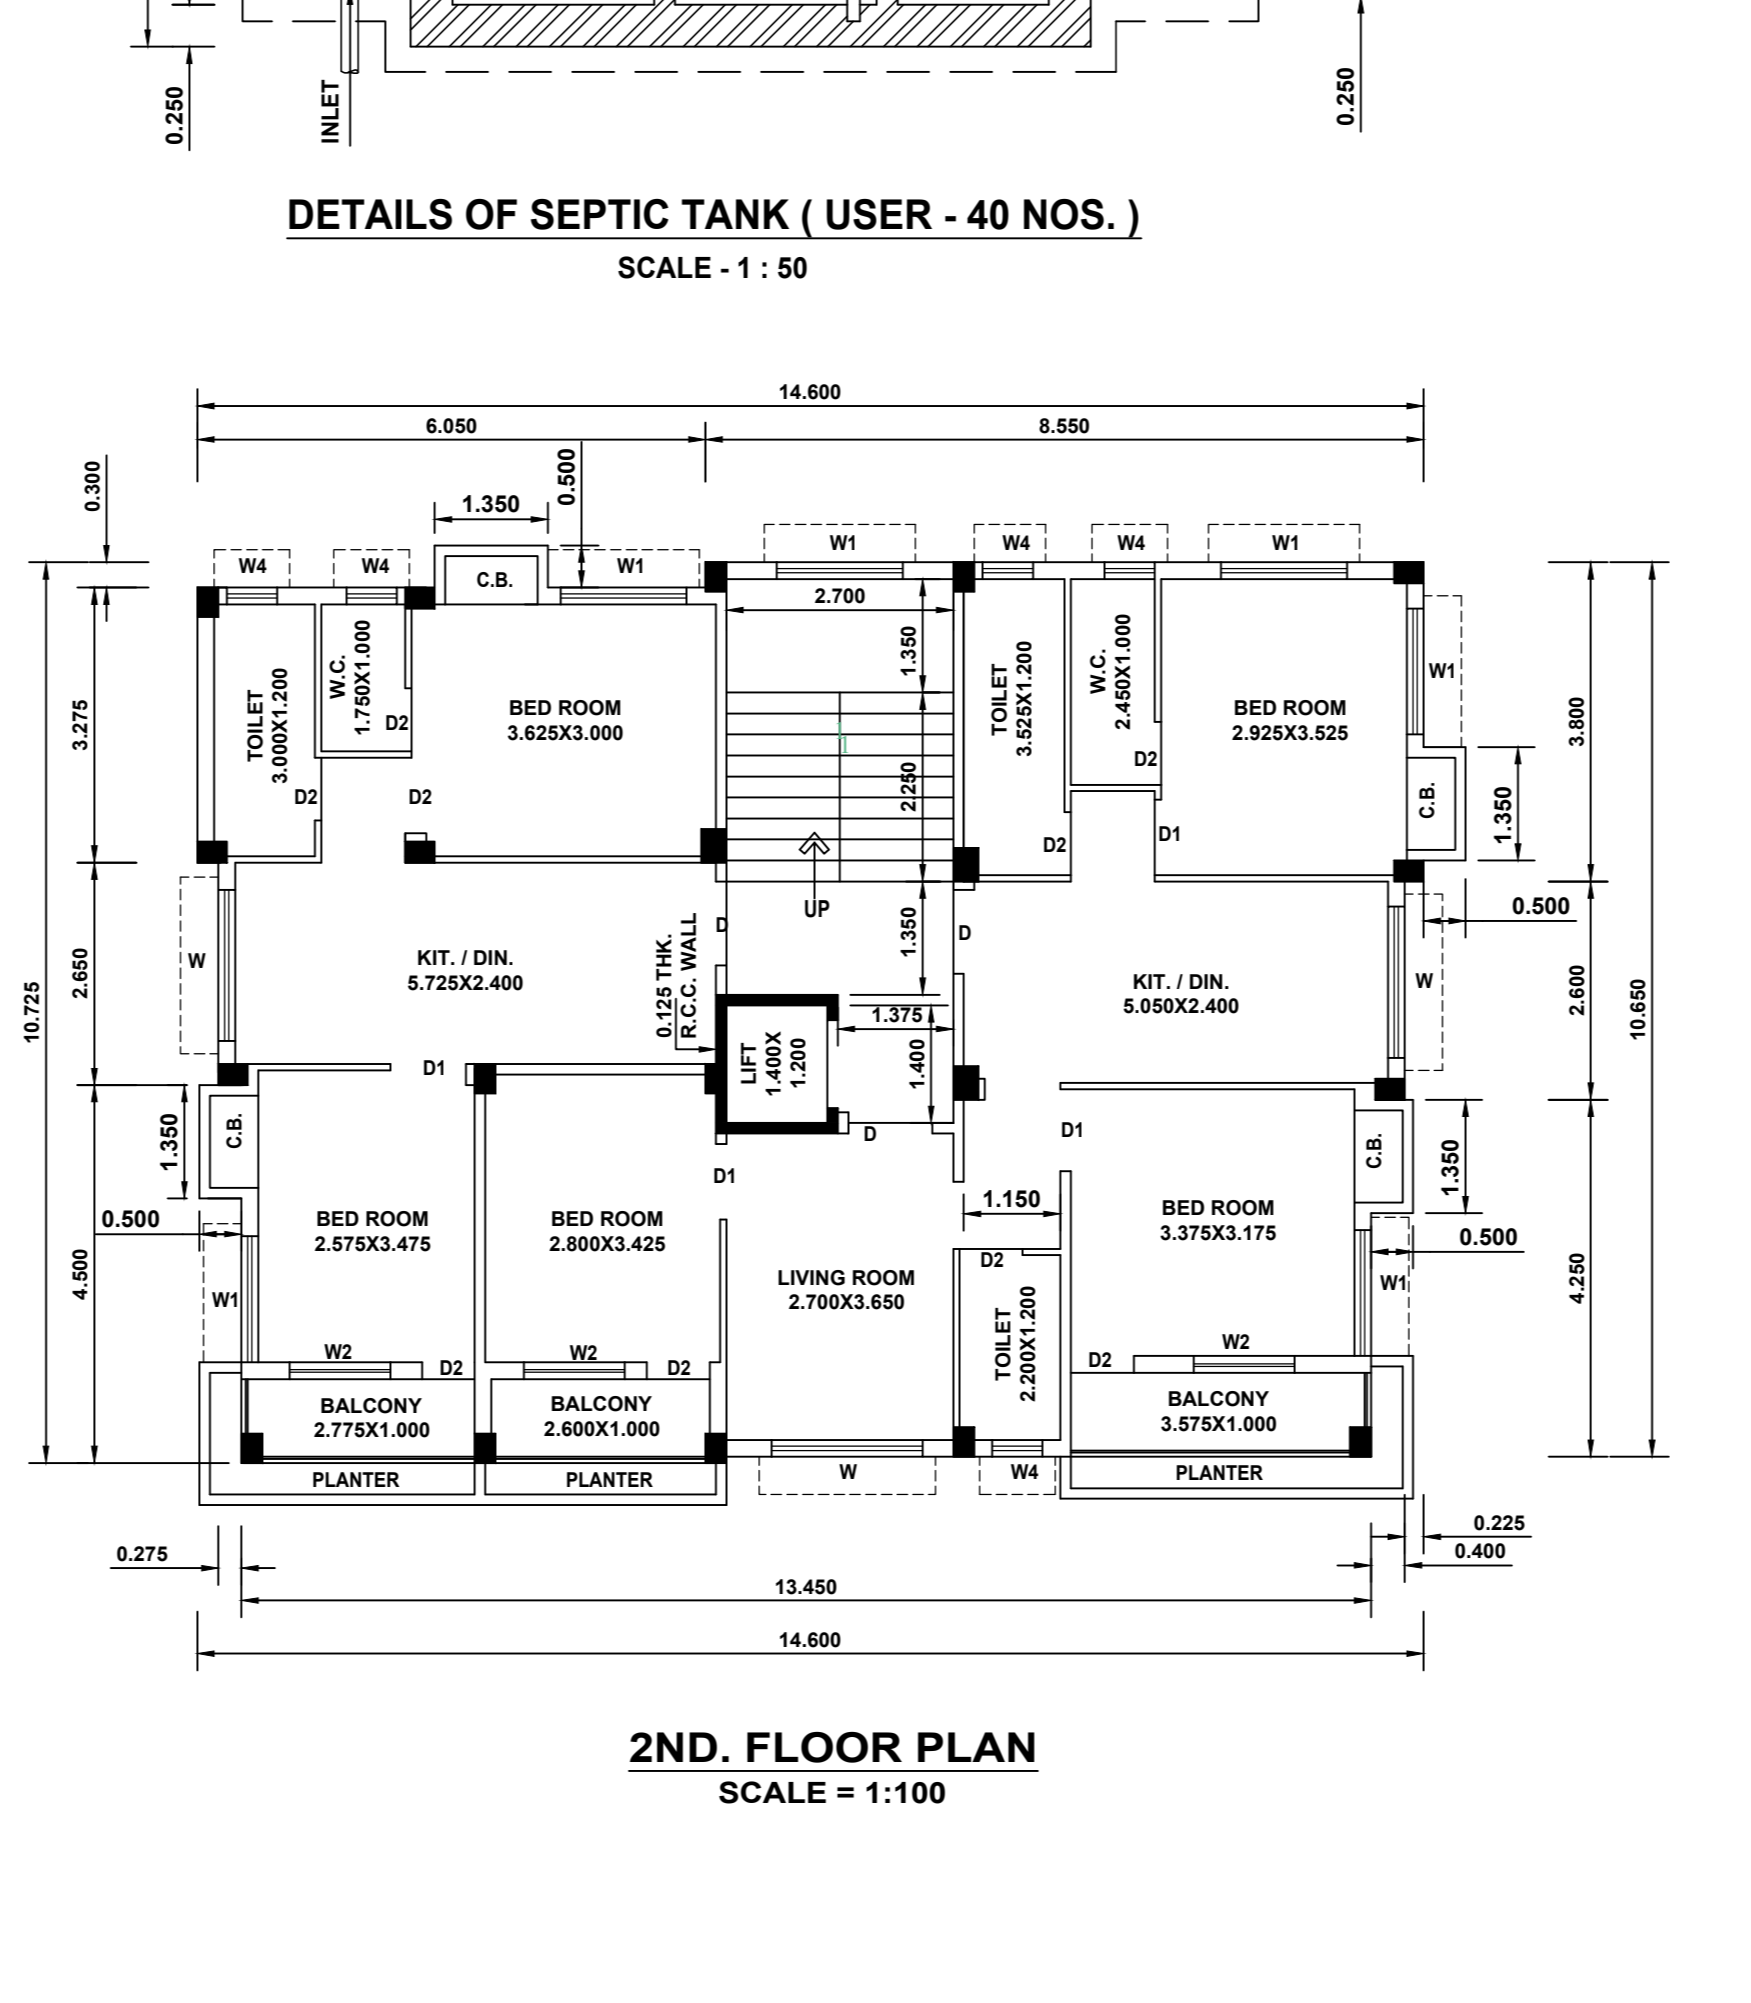 0.250
INLET
0.250
DETAILS OF SEPTIC TANK ( USER - 40 NOS. )
SCALE - 1 : 50
14.600
6.050
8.550
0.300
1.350
0.500
W4
W4
C.B.
W1
W1
W4
W4
W1
2.700
1.350
TOILET
3.000X1.200
W.C.
1.750X1.000
D2
BED ROOM
3.625X3.000
TOILET
3.525X1.200
W.C.
2.450X1.000
BED ROOM
2.925X3.525
W1
3.275
3.800
1
1
2.250
D2
D2
D2
D2
D1
C.B.
1.350
UP
0.500
10.725
2.650
W
KIT. / DIN.
5.725X2.400
D
0.125 THK.
R.C.C. WALL
1.350
D
KIT. / DIN.
5.050X2.400
W
2.600
10.650
1.375
D1
LIFT
1.400X
1.200
1.400
D
D1
1.350
C.B.
D1
C.B.
1.350
0.500
1.150
0.500
4.500
BED ROOM
2.575X3.475
BED ROOM
2.800X3.425
LIVING ROOM
2.700X3.650
D2
BED ROOM
3.375X3.175
4.250
W1
W1
TOILET
2.200X1.200
W2
D2
W2
D2
D2
W2
BALCONY
2.775X1.000
BALCONY
2.600X1.000
BALCONY
3.575X1.000
PLANTER
PLANTER
W
W4
PLANTER
0.275
0.225
0.400
13.450
14.600
2ND. FLOOR PLAN
SCALE = 1:100